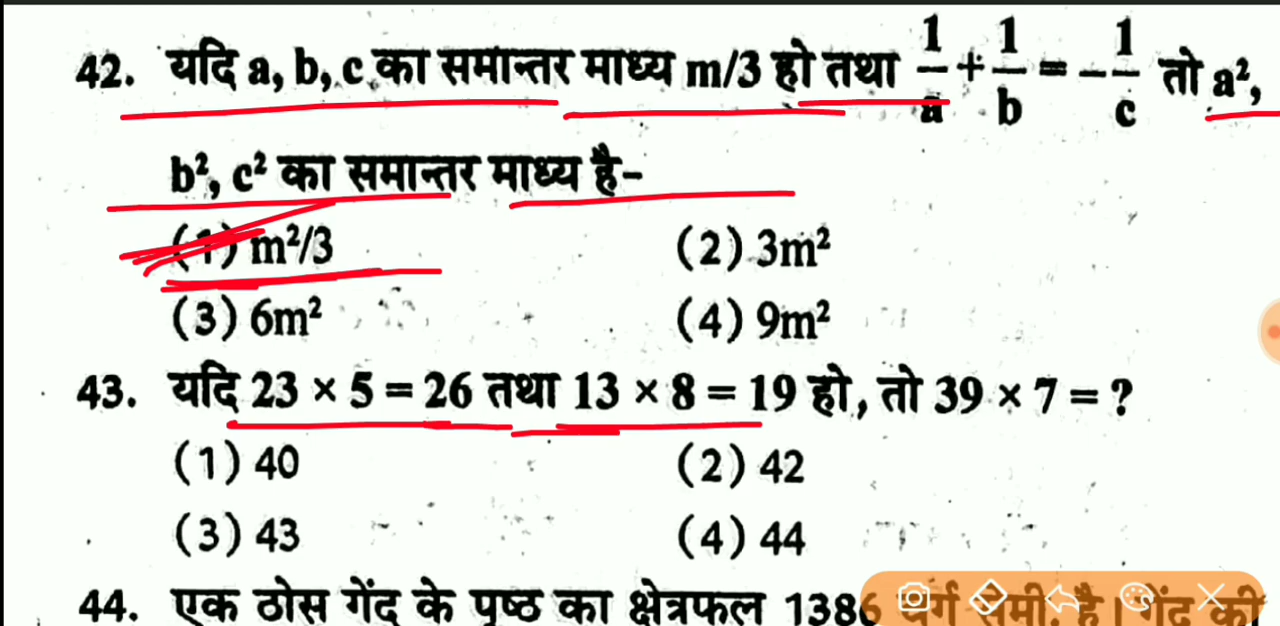 42. यदि a, b, c का समान्तर माध्य m/3 हो तथा 1/a + 1/b = - 1/c तो a²,
b², c² का समान्तर माध्य है-
(1) m²/3 (2) 3m²
(3) 6m² (4) 9m²
43. यदि 23 × 5 = 26 तथा 13 × 8 = 19 हो, तो 39 × 7 = ?
(1) 40 (2) 42
(3) 43 (4) 44
44. एक ठोस गेंद के पृष्ठ का क्षेत्रफल 1386 वर्ग सेमी. है। गेंद की